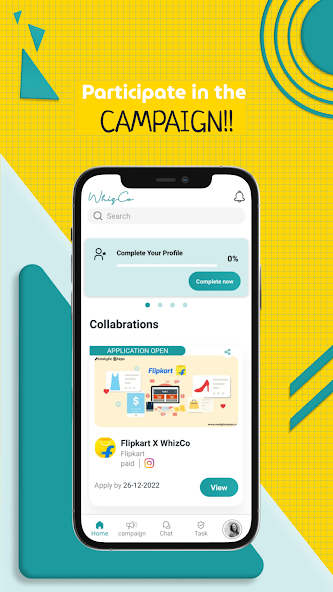 Participate in the
CAMPAIGN!!
WhizCo
Search
Complete Your Profile
0%
Complete now
Collabrations
APPLICATION OPEN
Flipkart
Flipkart X WhizCo
Flipkart
paid
Apply by 26-12-2022
View
Home
campaign
Chat
Task